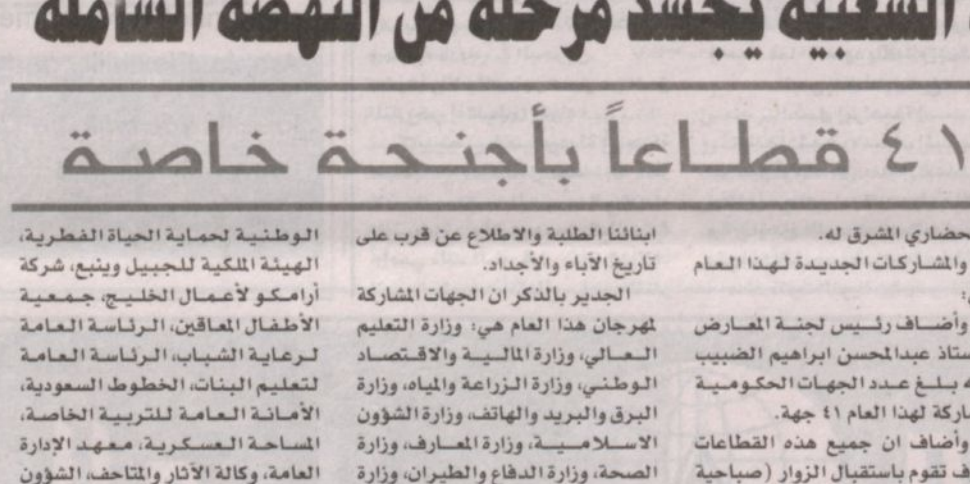 الشعبية يجسد مرحلة من النهضة الشاملة
٤١ قطاعاً بأجنحة خاصة
حضاري المشرق له.
والمشاركات الجديدة لهذا العام
:
وأضاف رئيس لجنة المعارض
ستاذ عبدالمحسن ابراهيم الضبيب
ه بلغ عدد الجهات الحكومية
ساركة لهذا العام ٤١ جهة.
وأضاف ان جميع هذه القطاعات
ف تقوم باستقبال الزوار (صباحية
ابنائنا الطلبة والاطلاع عن قرب على
تاريخ الآباء والأجداد.
الجدير بالذكر ان الجهات المشاركة
لمهرجان هذا العام هي: وزارة التعليم
العالي، وزارة المالية والاقتصاد
الوطني، وزارة الزراعة والمياه، وزارة
البرق والبريد والهاتف، وزارة الشؤون
الاسلامية، وزارة المعارف، وزارة
الصحة، وزارة الدفاع والطيران، وزارة
الوطنية لحماية الحياة الفطرية،
الهيئة الملكية للجبيل وينبع، شركة
أرامكو لأعمال الخليج، جمعية
الأطفال المعاقين، الرئاسة العامة
لرعاية الشباب، الرئاسة العامة
لتعليم البنات، الخطوط السعودية،
الأمانة العامة للتربية الخاصة،
المساحة العسكرية، معهد الإدارة
العامة، وكالة الآثار والمتاحف، الشؤون